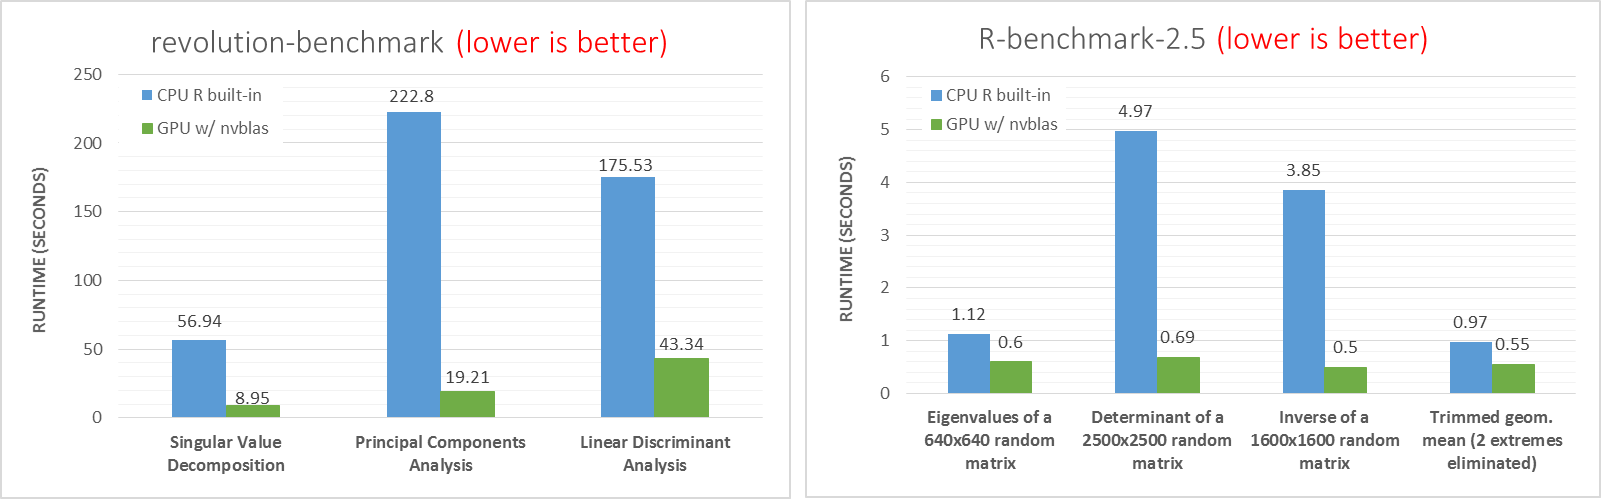 revolution-benchmark (lower is better)
250
200
150
100
50
0
RUNTIME (SECONDS)
CPU R built-in
GPU w/ nvblas
56.94
8.95
222.8
19.21
175.53
43.34
Singular Value
Decomposition
Principal Components
Analysis
Linear Discriminant
Analysis
R-benchmark-2.5 (lower is better)
6
5
4
3
2
1
0
RUNTIME (SECONDS)
CPU R built-in
GPU w/ nvblas
1.12
0.6
4.97
0.69
3.85
0.5
0.97
0.55
Eigenvalues of a
640x640 random
matrix
Determinant of a
2500x2500 random
matrix
Inverse of a
1600x1600 random
matrix
Trimmed geom.
mean (2 extremes
eliminated)